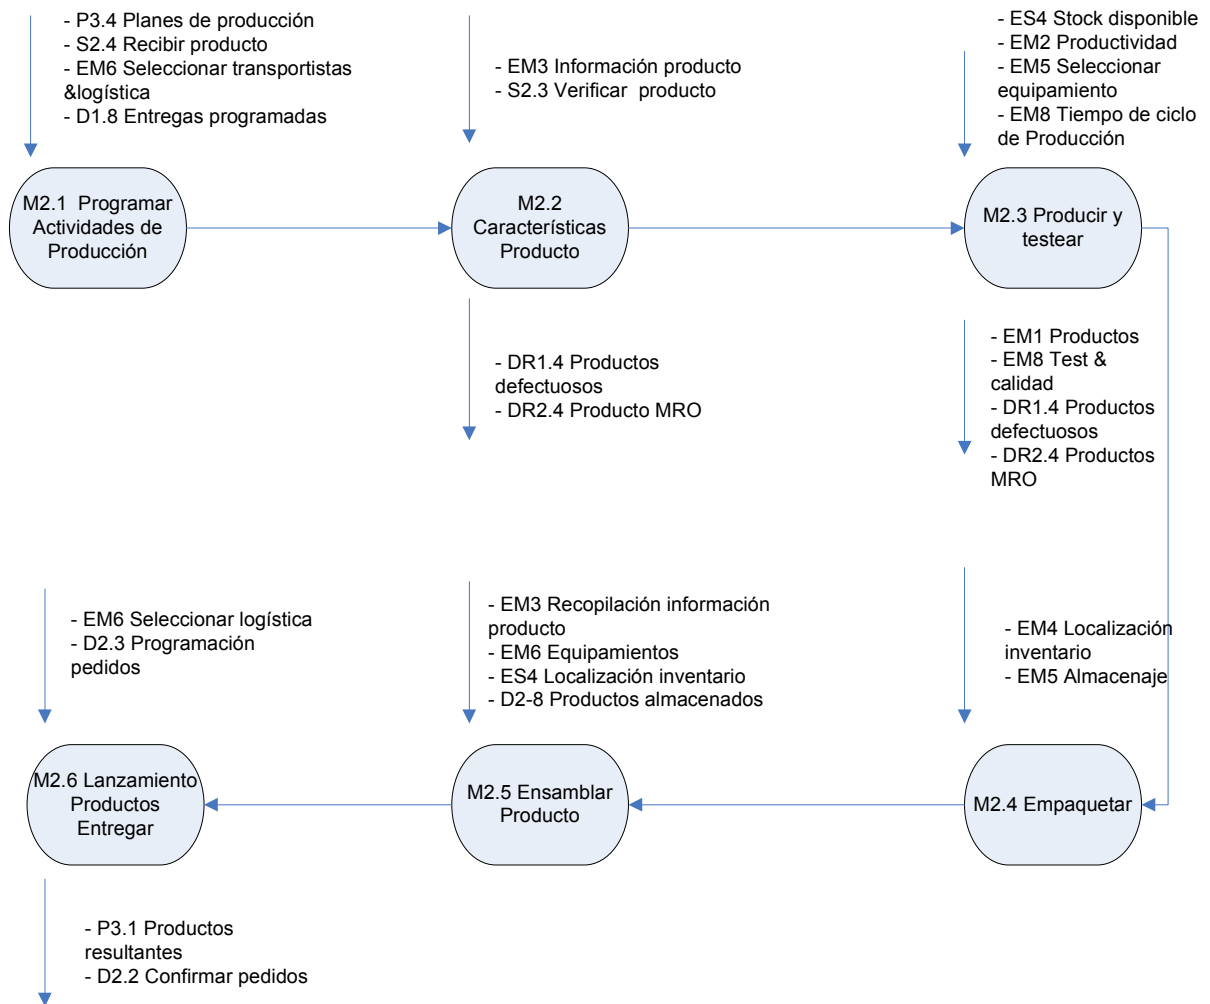 - P3.4 Planes de producción
- S2.4 Recibir producto
- EM6 Seleccionar transportistas
&logística
- D1.8 Entregas programadas
- EM3 Información producto
- S2.3 Verificar  producto
- ES4 Stock disponible
- EM2 Productividad
- EM5 Seleccionar
equipamiento
- EM8 Tiempo de ciclo
de Producción
M2.1  Programar
Actividades de
Producción
M2.2
Características
Producto
M2.3 Producir y
testear
- DR1.4 Productos
defectuosos
- DR2.4 Producto MRO
- EM1 Productos
- EM8 Test &
calidad
- DR1.4 Productos
defectuosos
- DR2.4 Productos
MRO
- EM6 Seleccionar logística
- D2.3 Programación
pedidos
- EM3 Recopilación información
producto
- EM6 Equipamientos
- ES4 Localización inventario
- D2-8 Productos almacenados
- EM4 Localización
inventario
- EM5 Almacenaje
M2.6 Lanzamiento
Productos
Entregar
M2.5 Ensamblar
Producto
M2.4 Empaquetar
- P3.1 Productos
resultantes
- D2.2 Confirmar pedidos